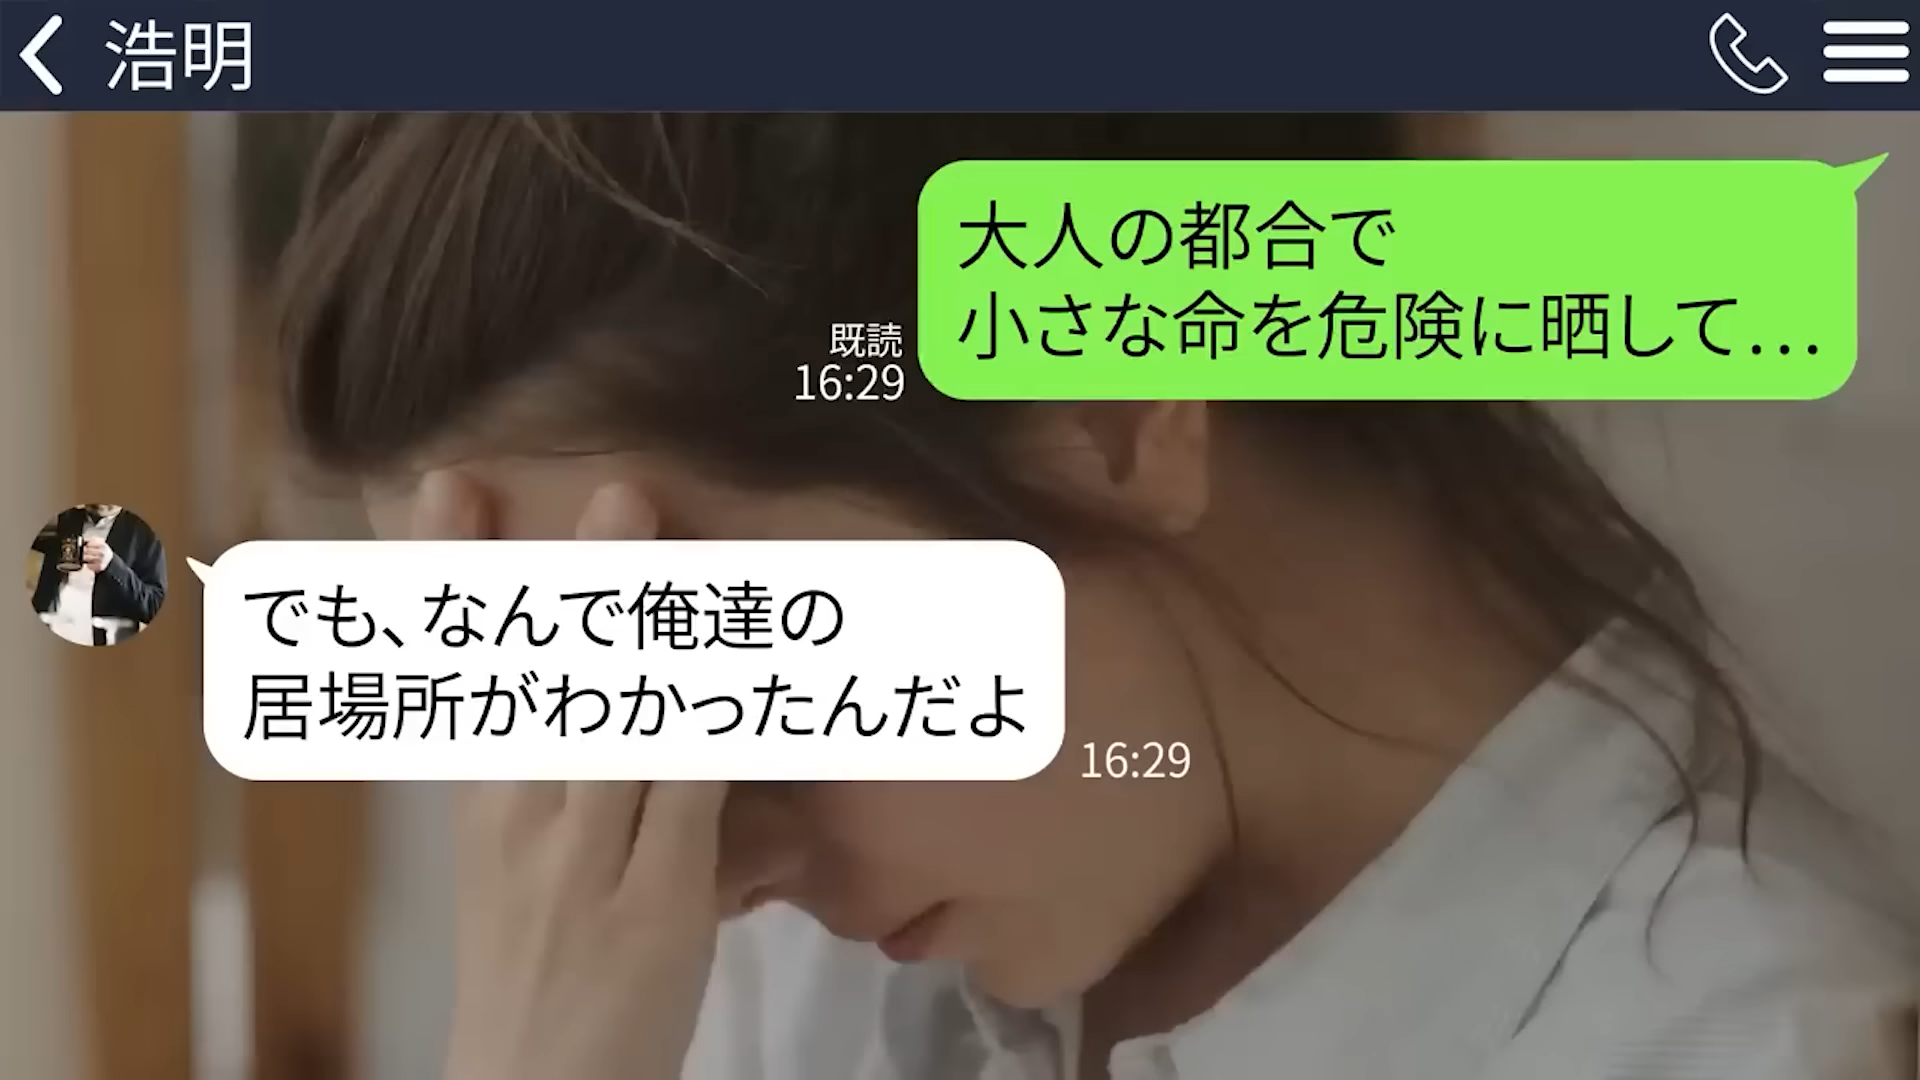 浩明
大人の都合で
小さな命を危険に晒して…
既読
16:29
でも、なんで俺達の
居場所がわかったんだよ
16:29